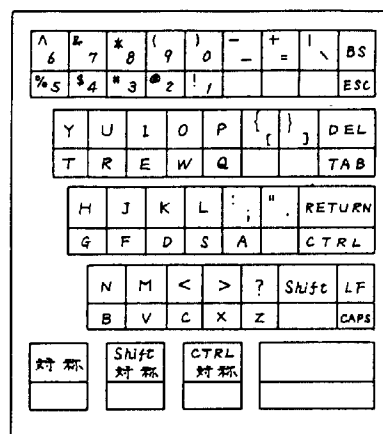 ^ 6 & 7 * 8 ( 9 ) 0 - _ + = | \ BS
% 5 $ 4 # 3 @ 2 ! 1 ESC
Y U I O P { [ } ] DEL
T R E W Q TAB
H J K L : ; " . RETURN
G F D S A CTRL
N M < > ? Shift LF
B V C X Z CAPS
対称 Shift 対称 CTRL 対称